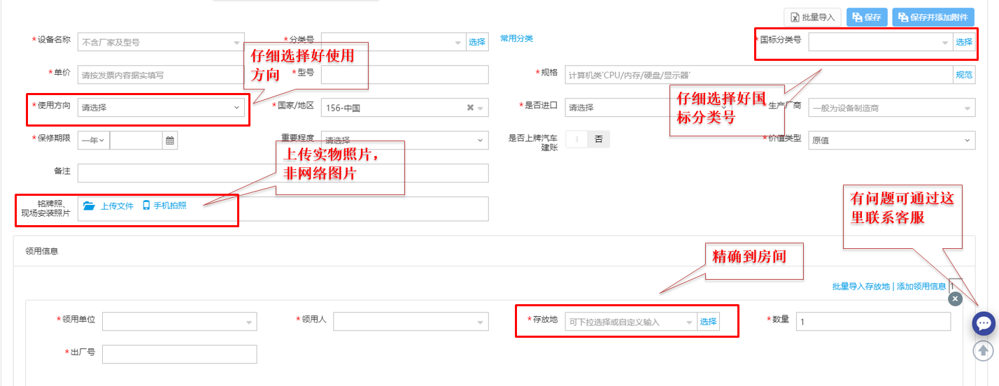 批量导入
保存
保存并添加附件
*设备名称
不含厂家及型号
*分类号
选择
常用分类
*国标分类号
选择
仔细选择好使用
方向
*单价
请按发票内容据实填写
*型号
*规格
计算机类'CPU/内存/硬盘/显示器'
规范
仔细选择好国
标分类号
*使用方向
请选择
*国家/地区
156-中国
*是否进口
请选择
*生产厂商
一般为设备制造商
*保修期限
一年
重要程度
请选择
是否上牌汽车
建账
否
*价值类型
原值
上传实物照片,
非网络图片
备注
铭牌照、
现场安装照片
上传文件
手机拍照
有问题可通过这
里联系客服
领用信息
精确到房间
批量导入存放地 | 添加领用信息
1
*领用单位
*领用人
*存放地
可下拉选择或自定义输入
选择
*数量
1
*出厂号